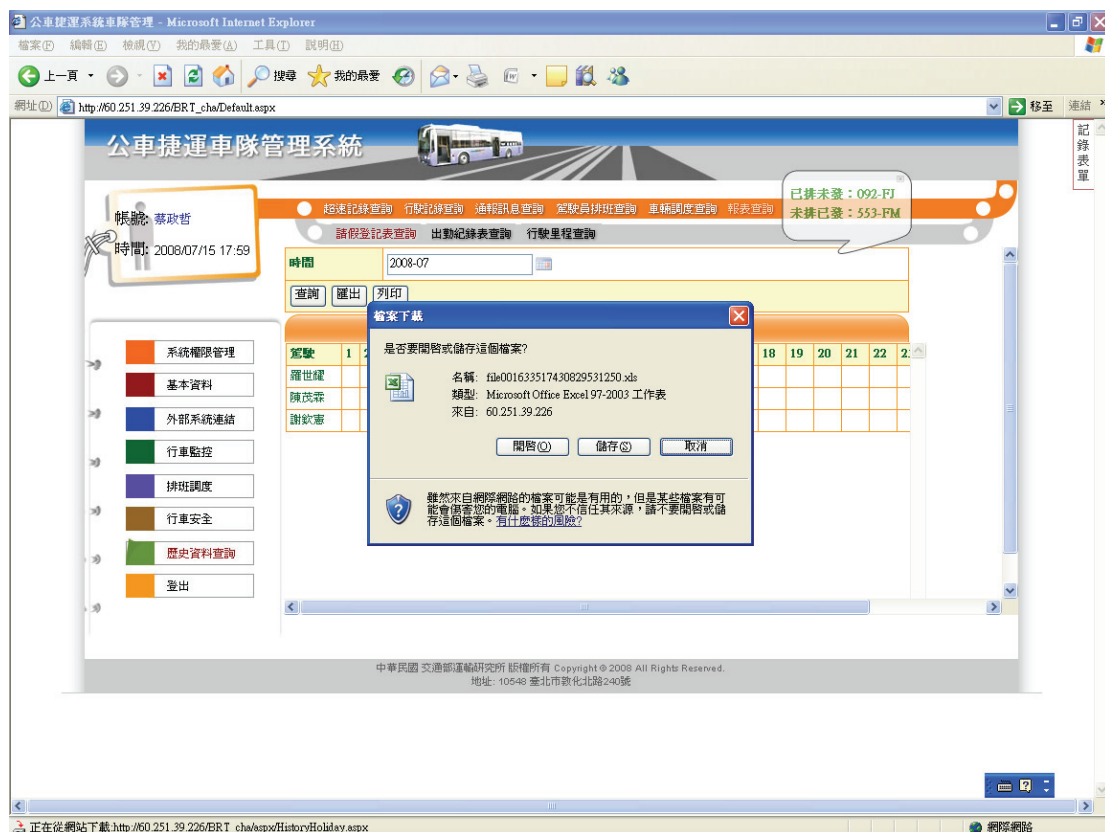 公車捷運系統車隊管理 - Microsoft Internet Explorer
檔案(F) 編輯(E) 檢視(V) 我的最愛(A) 工具(T) 說明(H)
上一頁 搜尋 我的最愛
網址(D) http://60.251.39.226/BRT_cha/Default.aspx 移至 連結
公車捷運車隊管理系統
記錄表單
已排未發：092-FJ
未排已發：553-FM
帳號: 蔡政哲
時間: 2008/07/15 17:59
超速記錄查詢 行駛記錄查詢 通報訊息查詢 駕駛員排班查詢 車輛調度查詢 報表查詢
請假登記表查詢 出勤紀錄表查詢 行駛里程查詢
時間 2008-07
查詢 匯出 列印
駕駛 1 2 18 19 20 21 22 2
羅世耀
陳茂霖
謝欽憲
系統權限管理
基本資料
外部系統連結
行車監控
排班調度
行車安全
歷史資料查詢
登出
檔案下載
是否要開啟或儲存這個檔案?
名稱: file001633517430829531250.xls
類型: Microsoft Office Excel 97-2003 工作表
來自: 60.251.39.226
開啟(O) 儲存(S) 取消
雖然來自網際網路的檔案可能是有用的，但是某些檔案有可
能會傷害您的電腦。如果您不信任其來源，請不要開啟或儲
存這個檔案。有什麼樣的風險?
中華民國 交通部運輸研究所 版權所有 Copyright © 2008 All Rights Reserved.
地址: 10548 臺北市敦化北路240號
正在從網站下載:http://60.251.39.226/BRT_cha/aspx/HistoryHoliday.aspx
網際網路